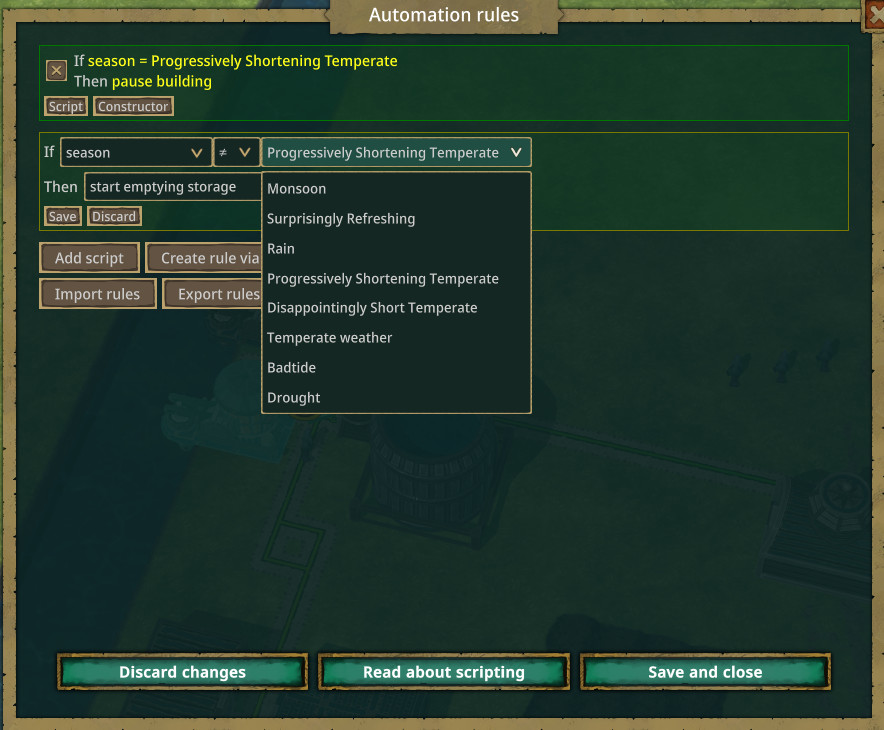 Automation rules
If season = Progressively Shortening Temperate
Then pause building
Script Constructor
If season ≠ Progressively Shortening Temperate
Then start emptying storage
Monsoon
Save Discard
Surprisingly Refreshing
Rain
Add script Create rule via
Progressively Shortening Temperate
Import rules Export rules
Disappointingly Short Temperate
Temperate weather
Badtide
Drought
Discard changes Read about scripting Save and close